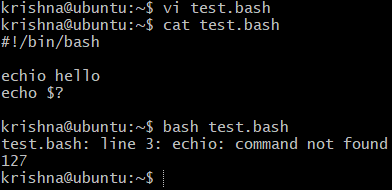 krishna@ubuntu:~$ vi test.bash
krishna@ubuntu:~$ cat test.bash
#!/bin/bash

echio hello
echo $?

krishna@ubuntu:~$ bash test.bash
test.bash: line 3: echio: command not found
127
krishna@ubuntu:~$